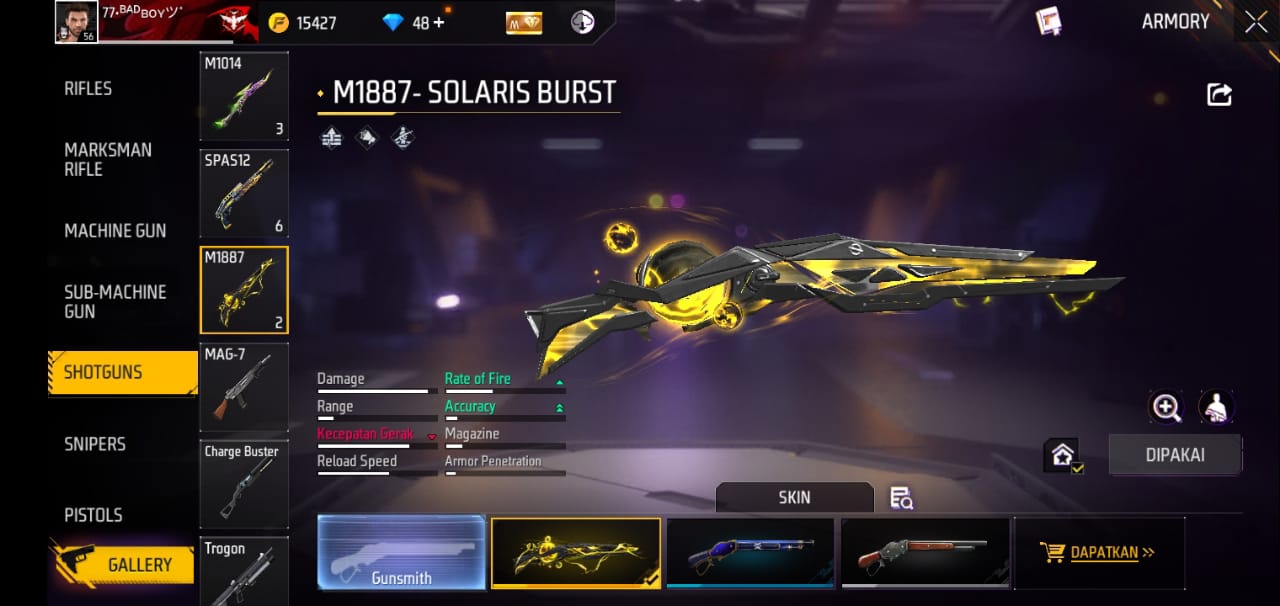 77.ᴮᴬᴰBOYツ
56
15427
48 +
ARMORY
RIFLES
MARKSMAN
RIFLE
MACHINE GUN
SUB-MACHINE
GUN
SHOTGUNS
SNIPERS
PISTOLS
GALLERY
M1014
3
SPAS12
6
M1887
2
MAG-7
Charge Buster
Trogon
M1887- SOLARIS BURST
Damage
Rate of Fire
Range
Accuracy
Kecepatan Gerak
Magazine
Reload Speed
Armor Penetration
DIPAKAI
SKIN
Gunsmith
DAPATKAN >>